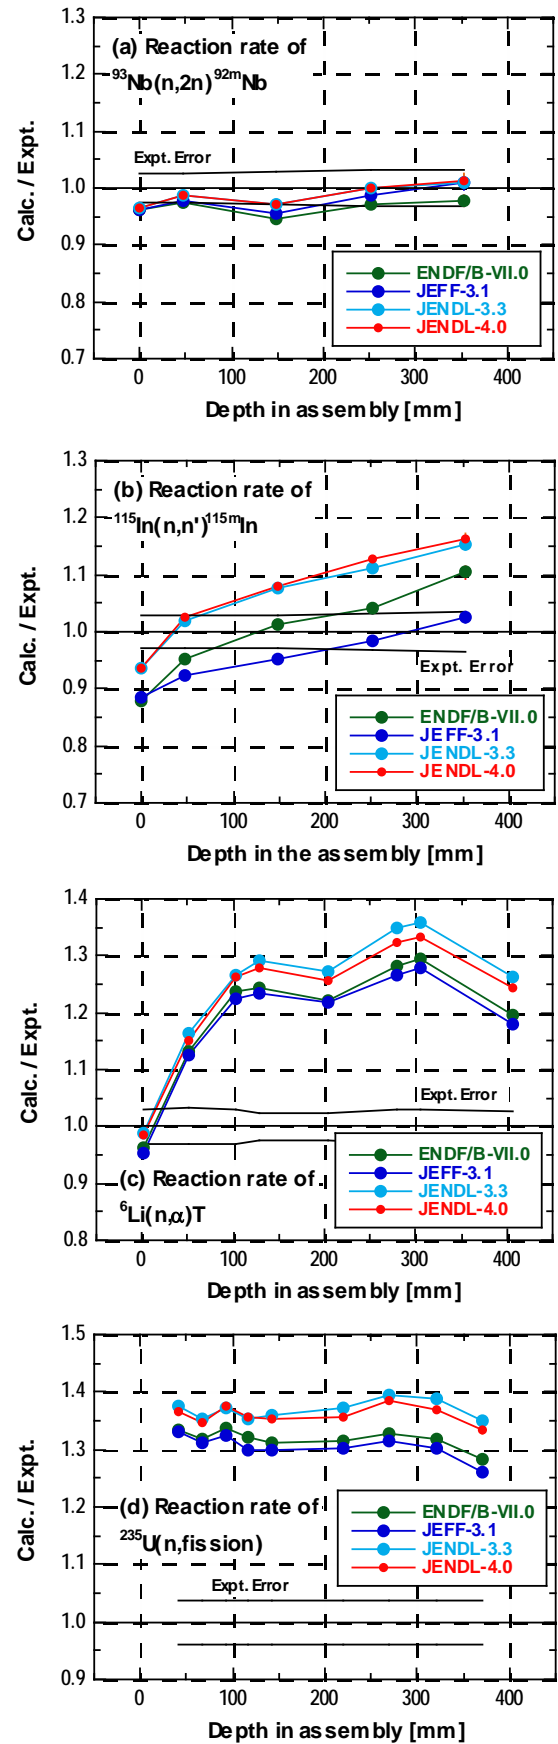 1.3
(a) Reaction rate of
⁹³Nb(n,2n)⁹²ᵐNb
1.2
1.1
Expt. Error
1.0
0.9
0.8
0.7
Calc. / Expt.
ENDF/B-VII.0
JEFF-3.1
JENDL-3.3
JENDL-4.0
0 100 200 300 400
Depth in assembly [mm]
1.3
(b) Reaction rate of
¹¹⁵In(n,n')¹¹⁵ᵐIn
1.2
1.1
1.0
Expt. Error
0.9
0.8
0.7
Calc. / Expt.
ENDF/B-VII.0
JEFF-3.1
JENDL-3.3
JENDL-4.0
0 100 200 300 400
Depth in the assembly [mm]
1.4
1.3
1.2
1.1
Expt. Error
1.0
0.9
0.8
Calc. / Expt.
(c) Reaction rate of
⁶Li(n,α)T
ENDF/B-VII.0
JEFF-3.1
JENDL-3.3
JENDL-4.0
0 100 200 300 400
Depth in assembly [mm]
1.5
1.4
1.3
1.2
1.1
1.0
0.9
Calc. / Expt.
(d) Reaction rate of
²³⁵U(n,fission)
ENDF/B-VII.0
JEFF-3.1
JENDL-3.3
JENDL-4.0
Expt. Error
0 100 200 300 400
Depth in assembly [mm]